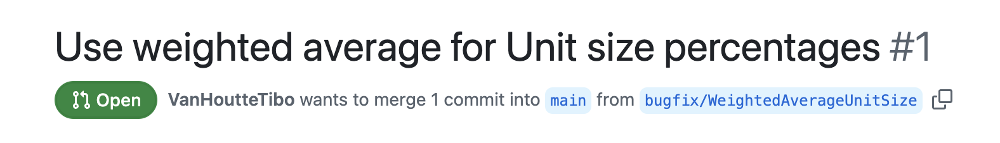 Use weighted average for Unit size percentages #1
Open VanHoutteTibo wants to merge 1 commit into main from bugfix/WeightedAverageUnitSize